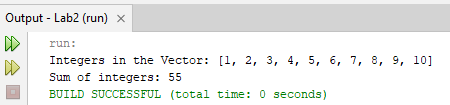 Output - Lab2 (run) ×
run:
Integers in the Vector: [1, 2, 3, 4, 5, 6, 7, 8, 9, 10]
Sum of integers: 55
BUILD SUCCESSFUL (total time: 0 seconds)